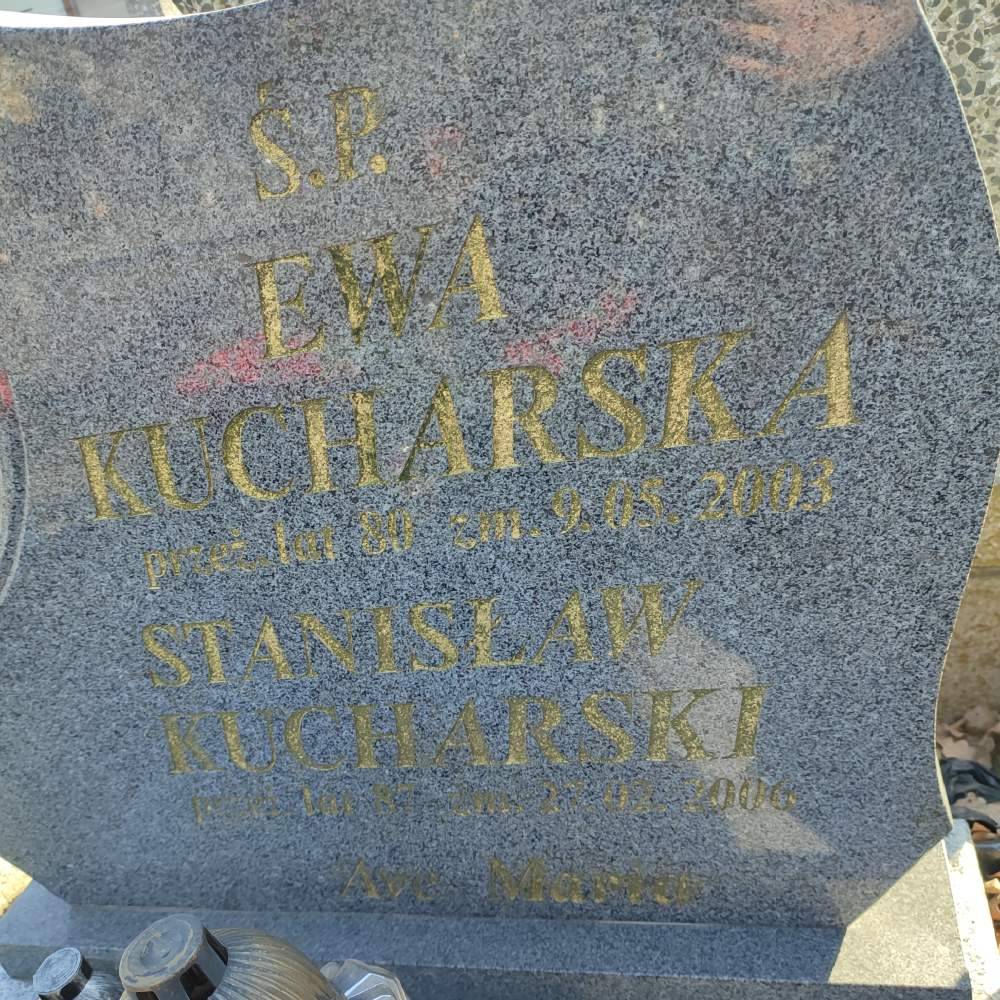 Ś.P.
EWA
KUCHARSKA
przeż. lat 80 zm. 9.05.2003
STANISŁAW
KUCHARSKI
przeż. lat 87 zm. 27.02.2006
Ave Maria